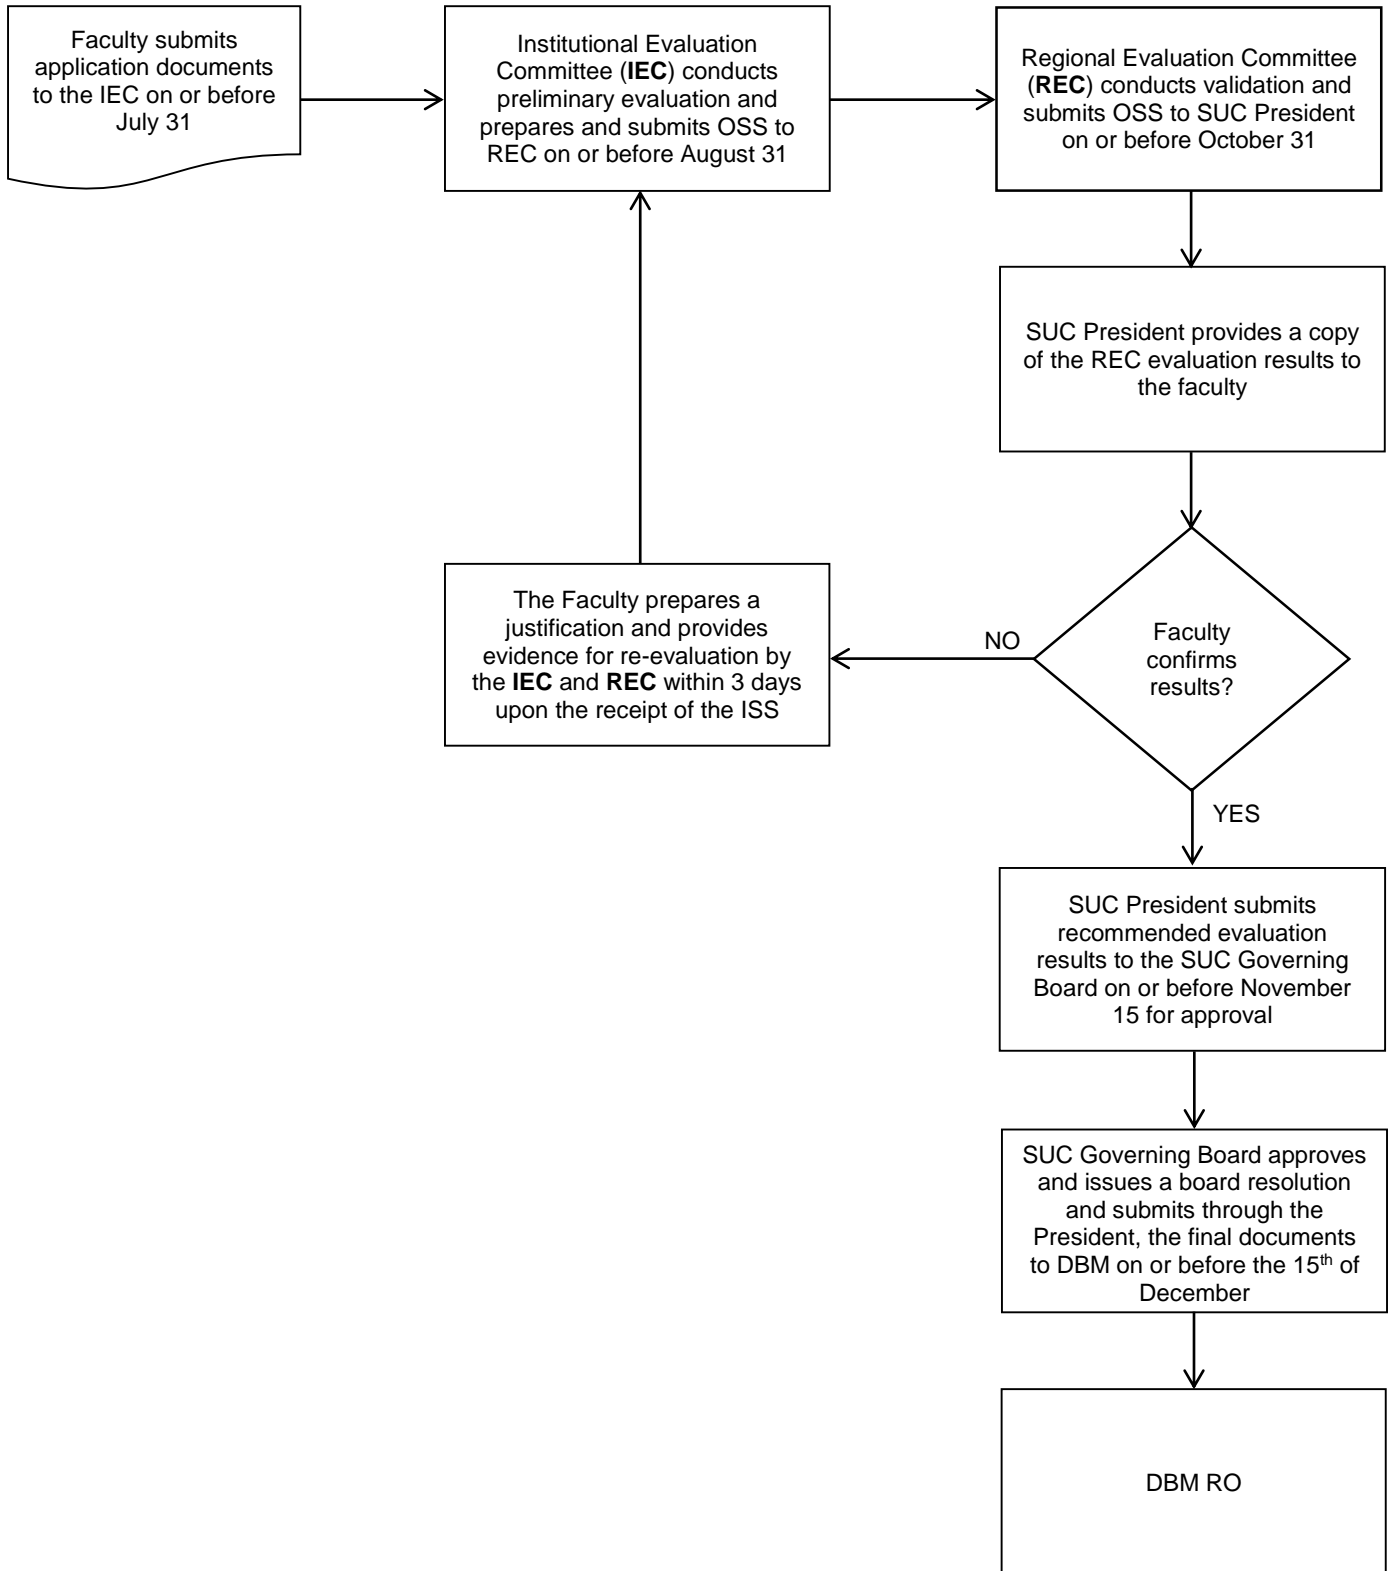 Faculty submits
application documents
to the IEC on or before
July 31
Institutional Evaluation
Committee (IEC) conducts
preliminary evaluation and
prepares and submits OSS to
REC on or before August 31
Regional Evaluation Committee
(REC) conducts validation and
submits OSS to SUC President
on or before October 31
SUC President provides a copy
of the REC evaluation results to
the faculty
Faculty
confirms
results?
NO
The Faculty prepares a
justification and provides
evidence for re-evaluation by
the IEC and REC within 3 days
upon the receipt of the ISS
YES
SUC President submits
recommended evaluation
results to the SUC Governing
Board on or before November
15 for approval
SUC Governing Board approves
and issues a board resolution
and submits through the
President, the final documents
to DBM on or before the 15th of
December
DBM RO